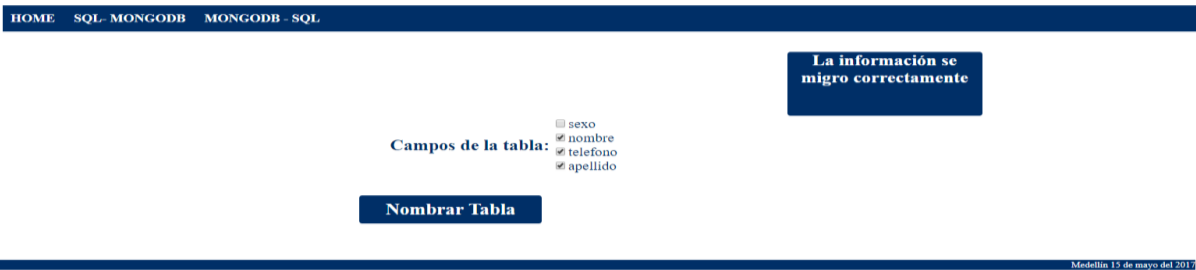 HOME SQL- MONGODB MONGODB - SQL
La información se
migro correctamente
Campos de la tabla:
sexo
nombre
telefono
apellido
Nombrar Tabla
Medellín 15 de mayo del 2017